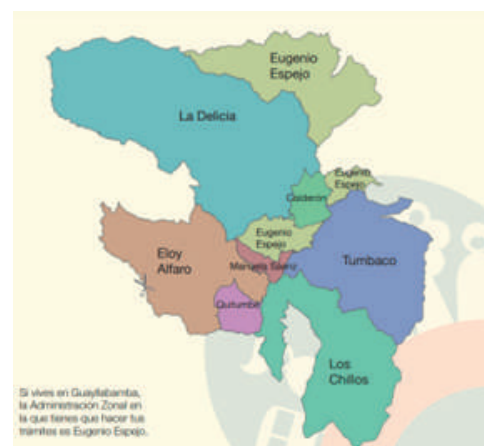 Eugenio
Espejo
La Delicia
Eugenio
Espejo
Calderón
Eugenio
Espejo
Eloy
Alfaro
Manuela Sáenz
Tumbaco
Quitumbe
Los
Chillos
Si vives en Guayllabamba,
la Administración Zonal en
la que tienes que hacer tus
trámites es Eugenio Espejo.